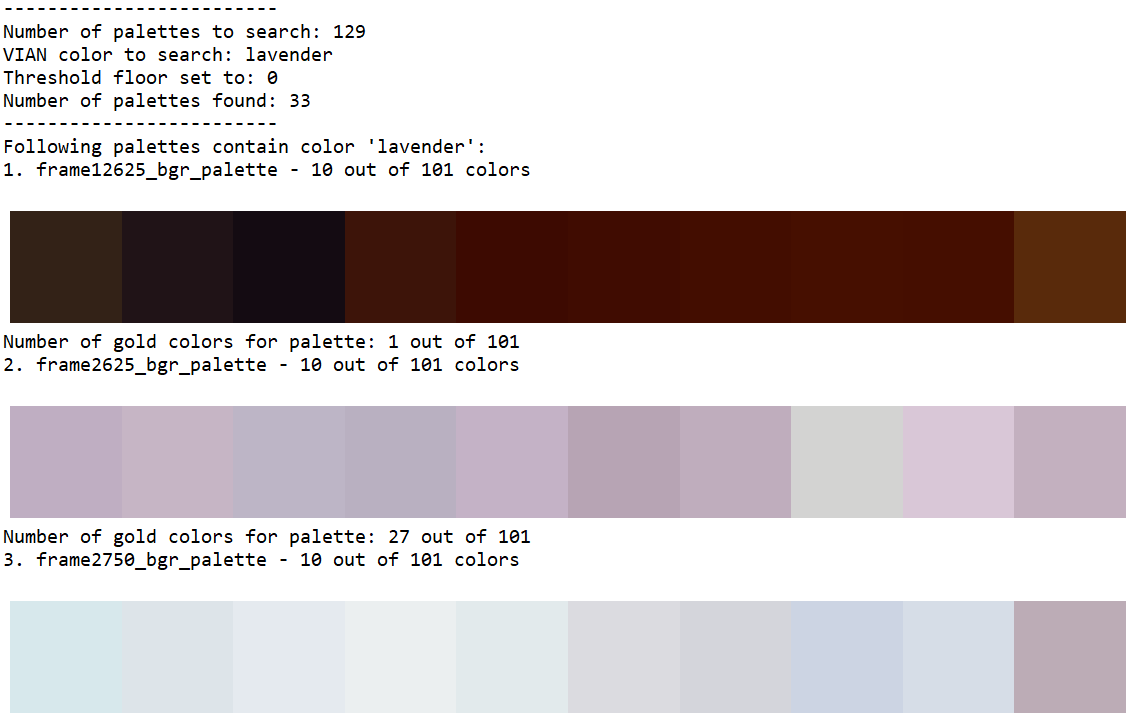 -------------------------
Number of palettes to search: 129
VIAN color to search: lavender
Threshold floor set to: 0
Number of palettes found: 33
-------------------------
Following palettes contain color 'lavender':
1. frame12625_bgr_palette - 10 out of 101 colors
Number of gold colors for palette: 1 out of 101
2. frame2625_bgr_palette - 10 out of 101 colors
Number of gold colors for palette: 27 out of 101
3. frame2750_bgr_palette - 10 out of 101 colors